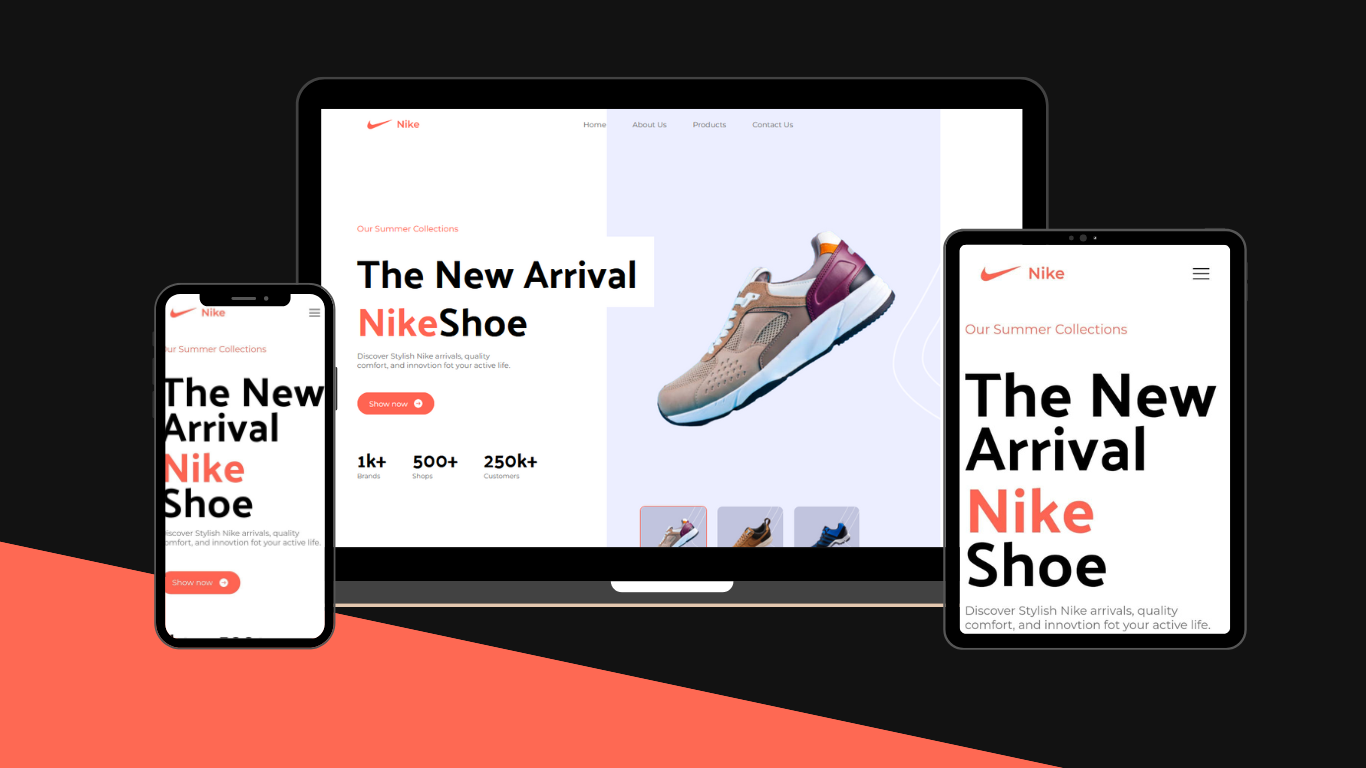 Nike
Home About Us Products Contact Us
Our Summer Collections
The New Arrival
NikeShoe
Discover Stylish Nike arrivals, quality
comfort, and innovtion fot your active life.
Show now
1k+ 500+ 250k+
Brands Shops Customers
Nike
ur Summer Collections
The New
Arrival
Nike
Shoe
iscover Stylish Nike arrivals, quality
omfort, and innovtion fot your active life.
Show now
Nike
Our Summer Collections
The New
Arrival
Nike
Shoe
Discover Stylish Nike arrivals, quality
comfort, and innovtion fot your active life.